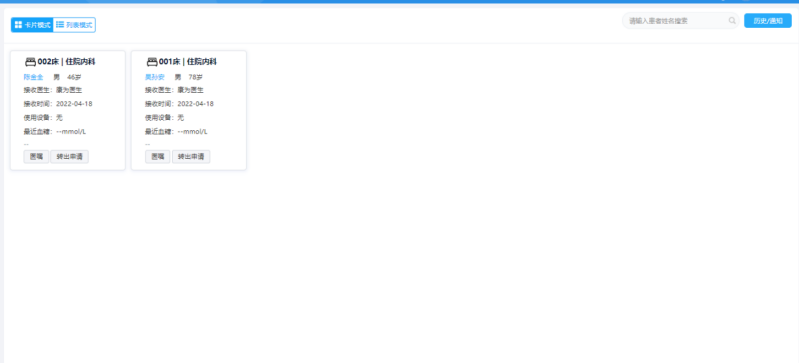 卡片模式 列表模式 请输入患者姓名搜索 历史/通知
002床 | 住院内科
陈金金 男 46岁
接收医生：康为医生
接收时间：2022-04-18
使用设备：无
最近血糖：--mmol/L
...
医嘱 转出申请
001床 | 住院内科
男 78岁
接收医生：康为医生
接收时间：2022-04-18
使用设备：无
最近血糖：--mmol/L
...
医嘱 转出申请